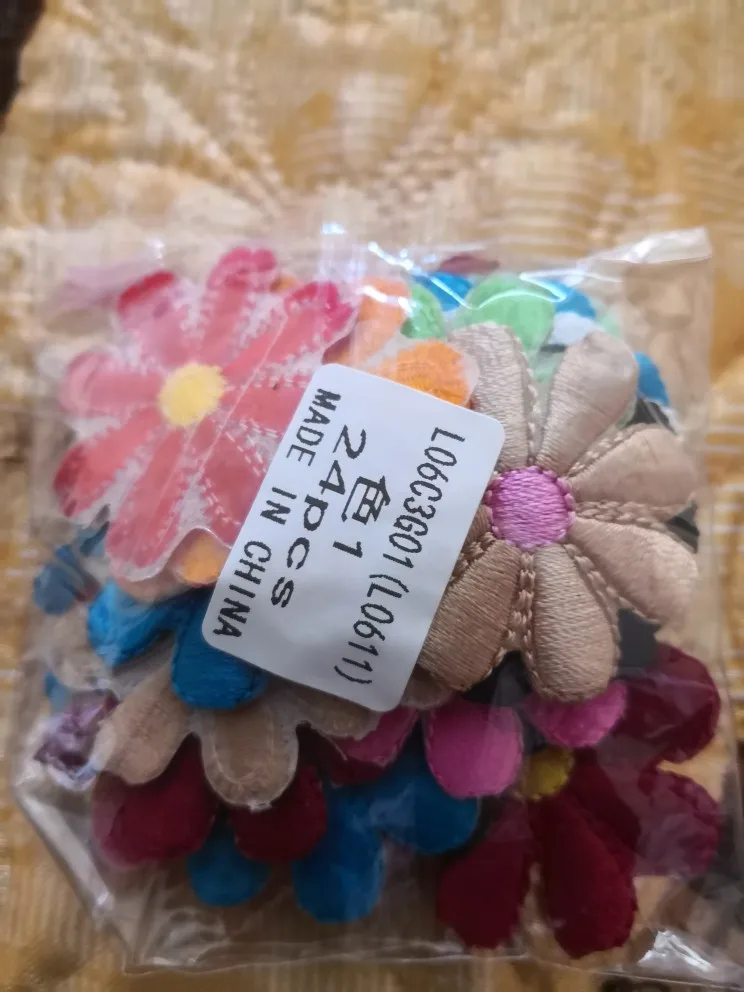 L06C3G01(L0611)
色1
24pcs
MADE IN CHINA